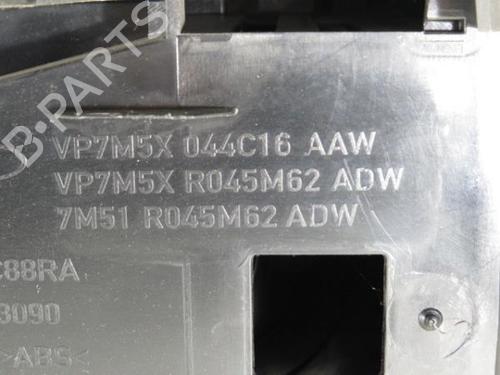 VP7M5X 044C16 AAW
VP7M5X R045M62 ADW
7M51 R045M62 ADW
C88RA
3090
>ABS<
B-PARTS